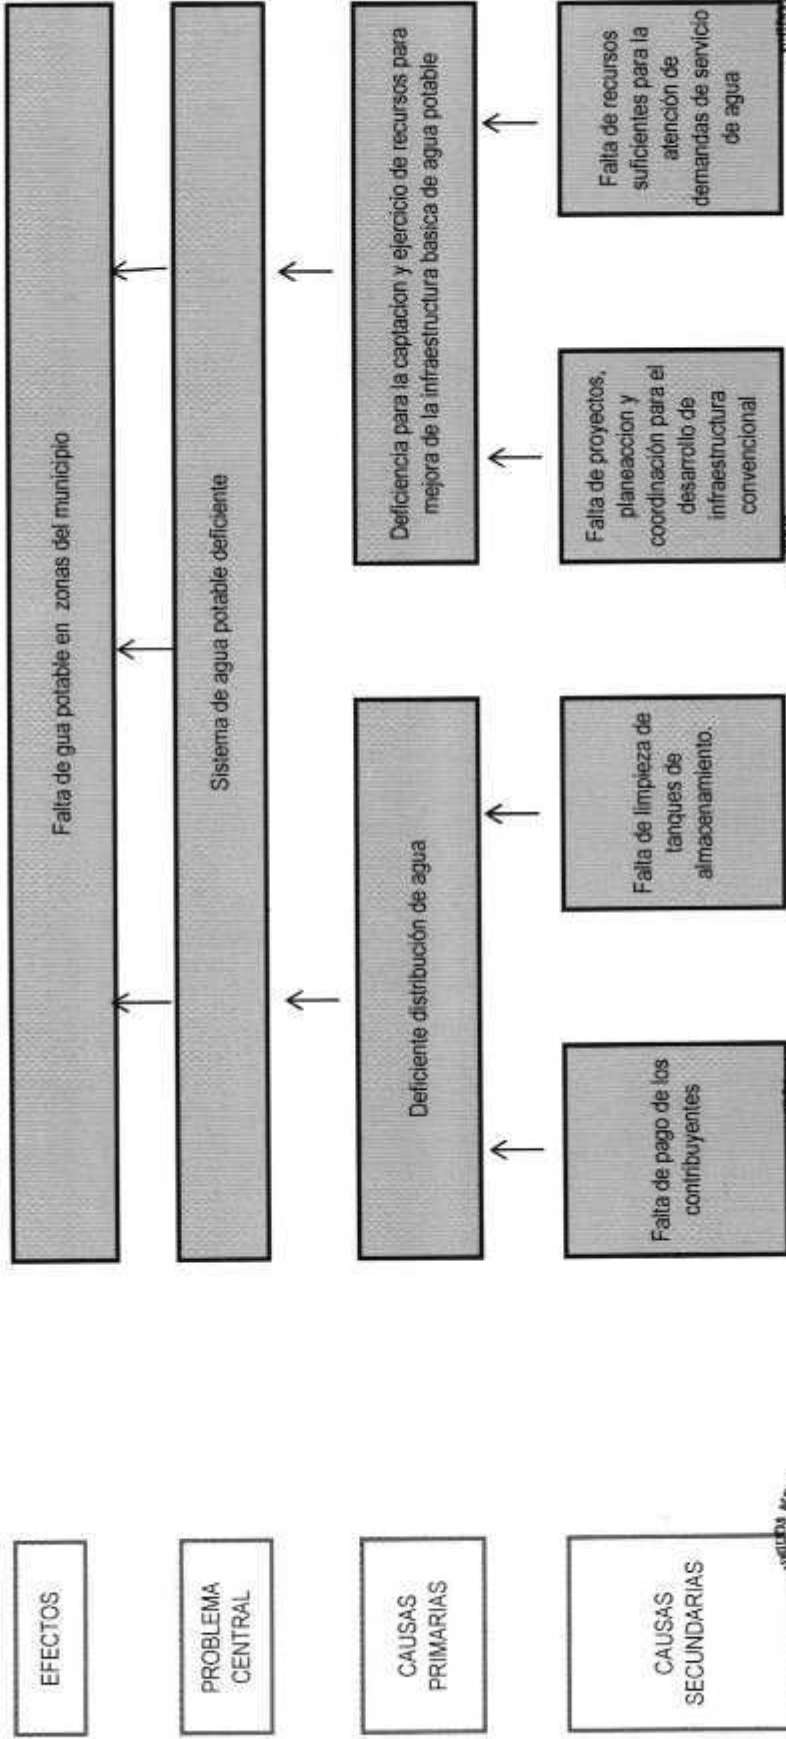 EFECTOS
Falta de gua potable en zonas del municipio
PROBLEMA
CENTRAL
Sistema de agua potable deficiente
CAUSAS
PRIMARIAS
Deficiente distribución de agua
Deficiencia para la captacion y ejercicio de recursos para
mejora de la infraestructura basica de agua potable
CAUSAS
SECUNDARIAS
Falta de pago de los
contribuyentes
Falta de limpieza de
tanques de
almacenamiento.
Falta de proyectos,
planeaccion y
coordinación para el
desarrollo de
infraestructura
convencional
Falta de recursos
suficientes para la
atención de
demandas de servicio
de agua